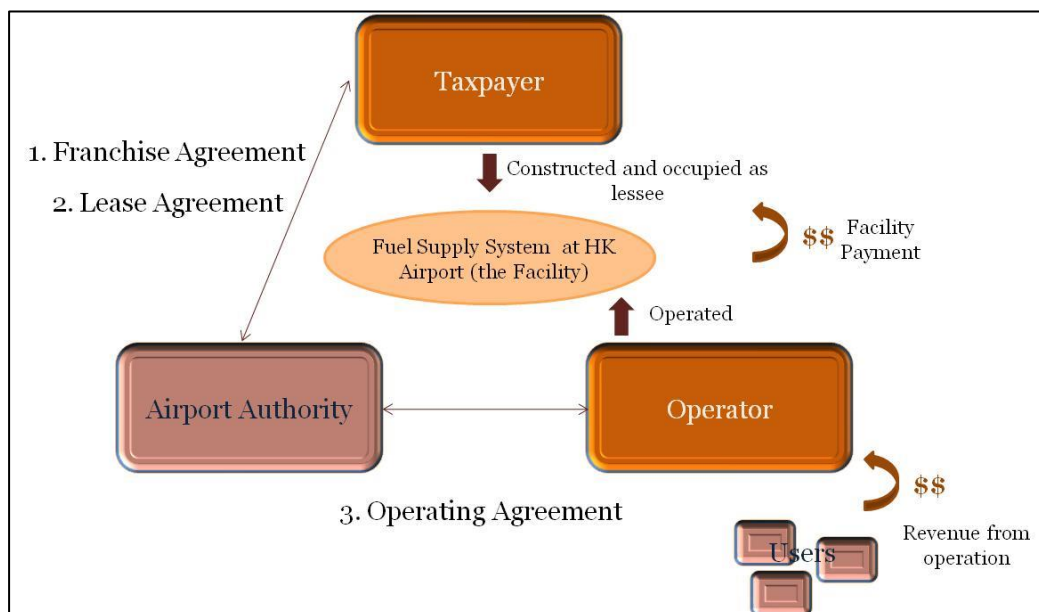 Taxpayer
1. Franchise Agreement
2. Lease Agreement
Constructed and occupied as
lessee
$$ Facility
Payment
Fuel Supply System at HK
Airport (the Facility)
Operated
Airport Authority
Operator
3. Operating Agreement
$$
Revenue from
operation
Users